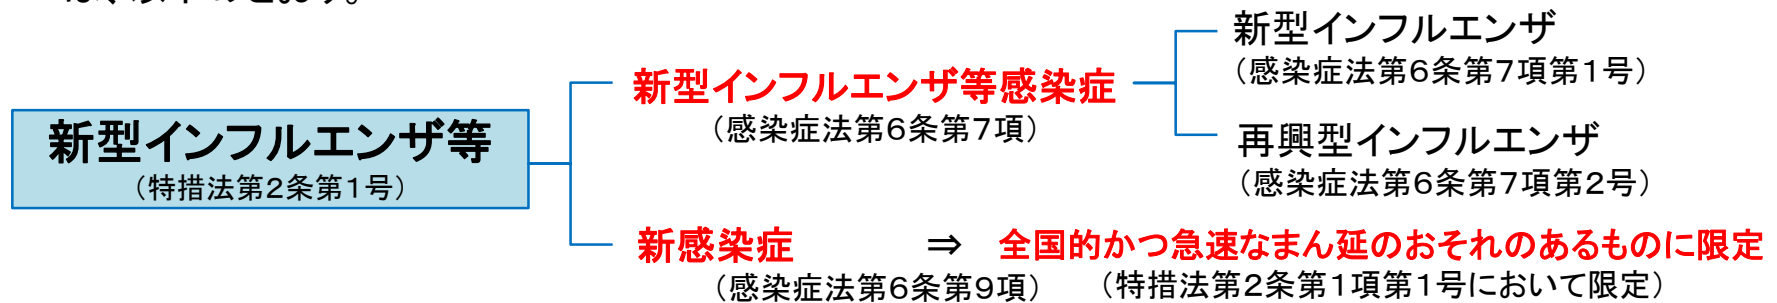 新型インフルエンザ等
（特措法第２条第１号）
新型インフルエンザ等感染症
（感染症法第６条第７項）
新型インフルエンザ
（感染症法第６条第７項第１号）
再興型インフルエンザ
（感染症法第６条第７項第２号）
新感染症 ⇒ 全国的かつ急速なまん延のおそれのあるものに限定
（感染症法第６条第９項） （特措法第２条第１項第１号において限定）